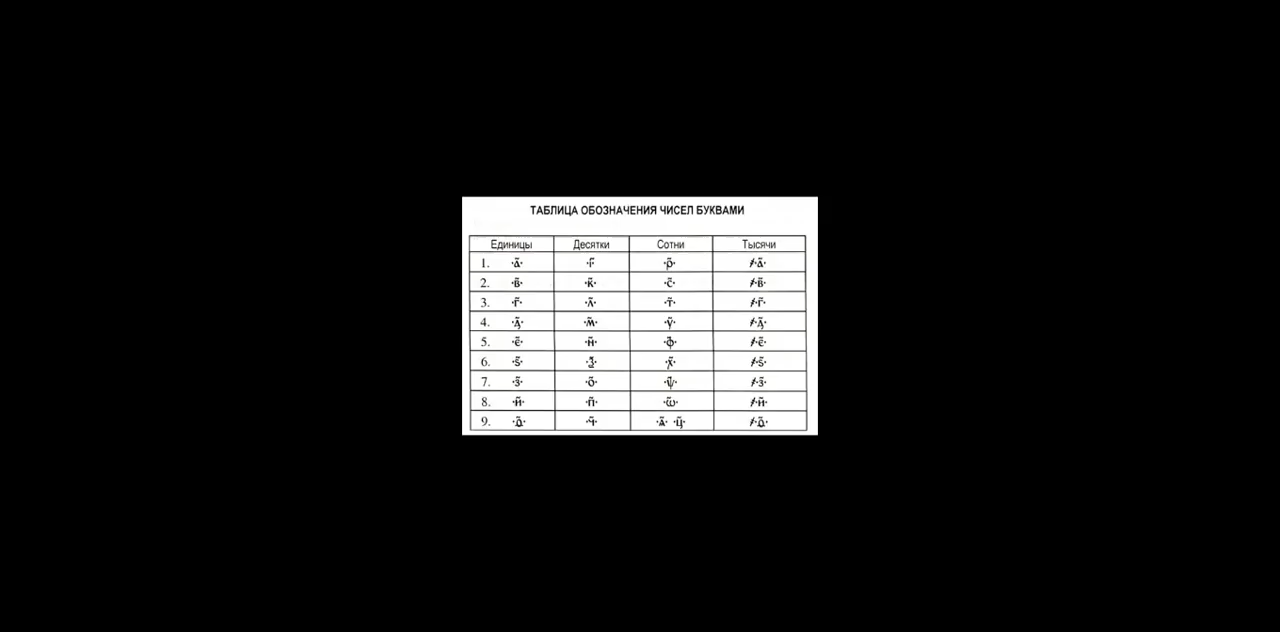 ТАБЛИЦА ОБОЗНАЧЕНИЯ ЧИСЕЛ БУКВАМИ
Единицы Десятки Сотни Тысячи
1. ·а҃· ·і҃· ·р҃· ҂·а҃·
2. ·в҃· ·к҃· ·с҃· ҂·в҃·
3. ·г҃· ·л҃· ·т҃· ҂·г҃·
4. ·д҃· ·м҃· ·у҃· ҂·д҃·
5. ·є҃· ·н҃· ·ф҃· ҂·є҃·
6. ·ѕ҃· ·ѯ҃· ·х҃· ҂·ѕ҃·
7. ·з҃· ·о҃· ·ѱ҃· ҂·з҃·
8. ·и҃· ·п҃· ·ѡ҃· ҂·и҃·
9. ·ѳ҃· ·ч҃· ·ѧ҃· ·ц҃· ҂·ѳ҃·